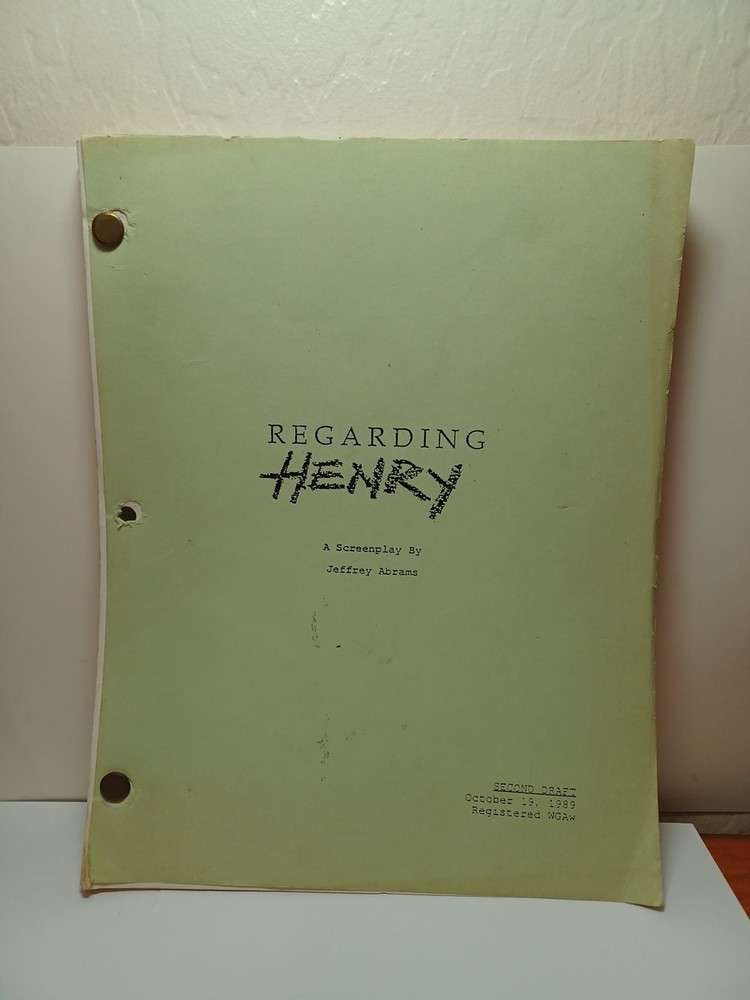 REGARDING
HENRY
A Screenplay By
Jeffrey Abrams
SECOND DRAFT
October 19, 1989
Registered WGAw